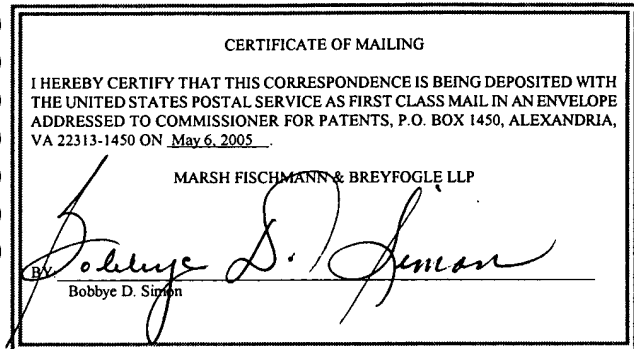 CERTIFICATE OF MAILING
I HEREBY CERTIFY THAT THIS CORRESPONDENCE IS BEING DEPOSITED WITH
THE UNITED STATES POSTAL SERVICE AS FIRST CLASS MAIL IN AN ENVELOPE
ADDRESSED TO COMMISSIONER FOR PATENTS, P.O. BOX 1450, ALEXANDRIA,
VA 22313-1450 ON May 6, 2005.
MARSH FISCHMANN & BREYFOGLE LLP
BY Bobbye D. Simon
Bobbye D. Simon